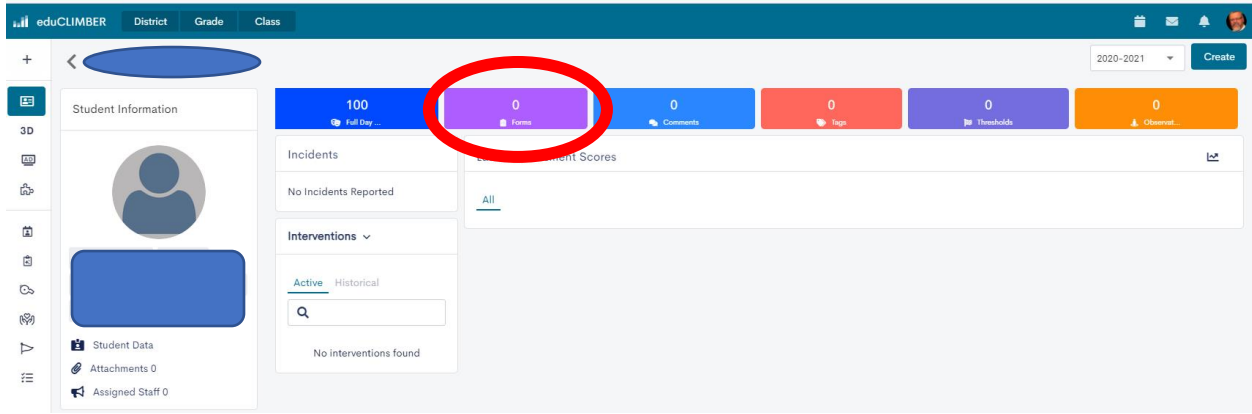 eduCLIMBER District Grade Class
2020-2021 Create
Student Information
3D
100
Full Day ...
0
Forms
0
Comments
0
Tags
0
Thresholds
0
Observat...
Incidents
No Incidents Reported
ment Scores
All
Interventions
Active Historical
No interventions found
Student Data
Attachments 0
Assigned Staff 0